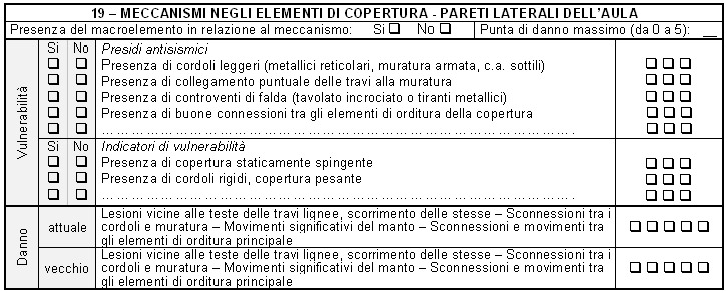 19 – MECCANISMI NEGLI ELEMENTI DI COPERTURA - PARETI LATERALI DELL'AULA
Presenza del macroelemento in relazione al meccanismo: Si ❑ No ❑ Punta di danno massimo (da 0 a 5): __
Vulnerabilità
Si No Presidi antisismici
❑ ❑ Presenza di cordoli leggeri (metallici reticolari, muratura armata, c.a. sottili) ❑ ❑ ❑
❑ ❑ Presenza di collegamento puntuale delle travi alla muratura ❑ ❑ ❑
❑ ❑ Presenza di controventi di falda (tavolato incrociato o tiranti metallici) ❑ ❑ ❑
❑ ❑ Presenza di buone connessioni tra gli elementi di orditura della copertura ❑ ❑ ❑
❑ ❑ ………………………………………………………………………………. ❑ ❑ ❑
Si No Indicatori di vulnerabilità
❑ ❑ Presenza di copertura staticamente spingente ❑ ❑ ❑
❑ ❑ Presenza di cordoli rigidi, copertura pesante ❑ ❑ ❑
❑ ❑ ………………………………………………………………………………. ❑ ❑ ❑
Danno
attuale
Lesioni vicine alle teste delle travi lignee, scorrimento delle stesse – Sconnessioni tra i
cordoli e muratura – Movimenti significativi del manto – Sconnessioni e movimenti tra
gli elementi di orditura principale
❑ ❑ ❑ ❑ ❑
vecchio
Lesioni vicine alle teste delle travi lignee, scorrimento delle stesse – Sconnessioni tra i
cordoli e muratura – Movimenti significativi del manto – Sconnessioni e movimenti tra
gli elementi di orditura principale
❑ ❑ ❑ ❑ ❑